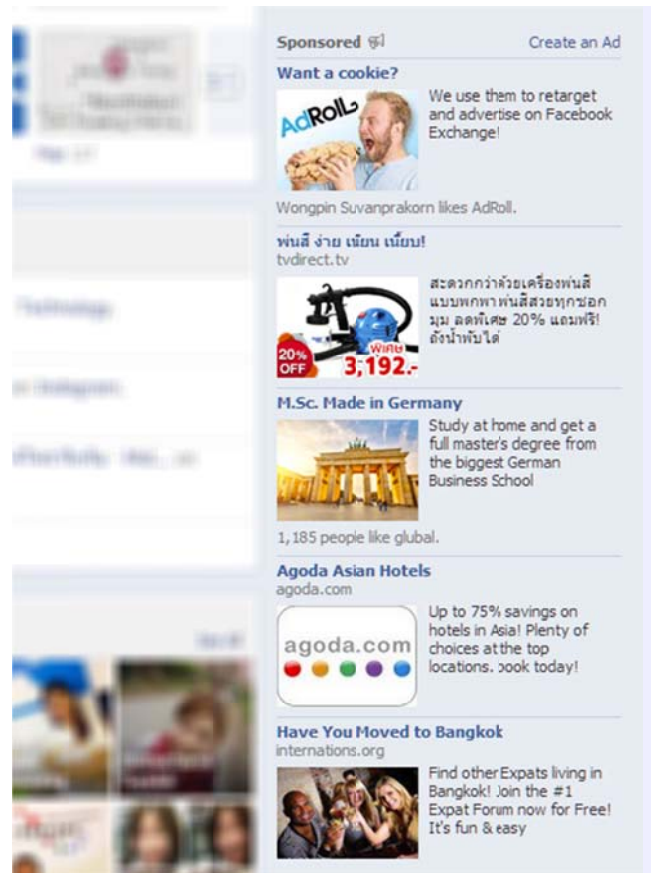 Sponsored
Create an Ad
Want a cookie?
AdRoll
We use them to retarget
and advertise on Facebook
Exchange!
Wongpin Suvanprakorn likes AdRoll.
พ่นสี ง่าย เนียน เนี้ยบ!
tvdirect.tv
20%
OFF
พิเศษ
3,192.-
สะดวกกว่าด้วยเครื่องพ่นสี
แบบพกพา พ่นสีสวยทุกซอก
มุม ลดพิเศษ 20% แถมฟรี!
ถังน้ำพับได้
M.Sc. Made in Germany
Study at home and get a
full master's degree from
the biggest German
Business School
1,185 people like glubal.
Agoda Asian Hotels
agoda.com
agoda.com
Up to 75% savings on
hotels in Asia! Plenty of
choices at the top
locations. book today!
Have You Moved to Bangkok
internations.org
Find other Expats living in
Bangkok! Join the #1
Expat Forum now for Free!
It's fun & easy